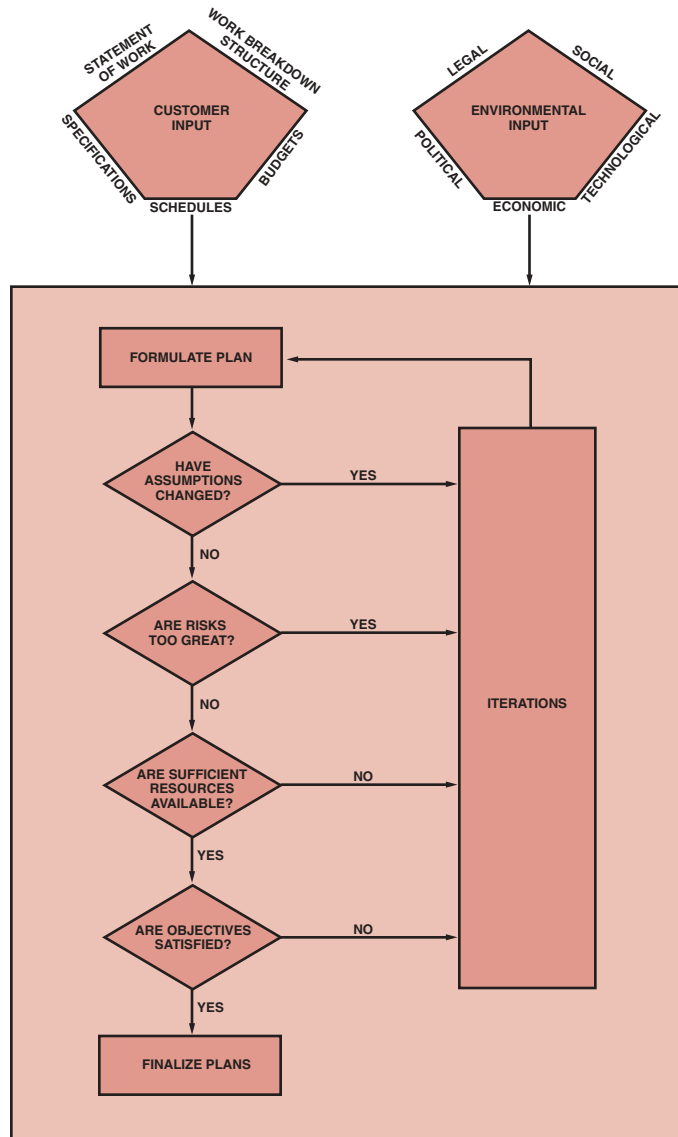 STATEMENT
OF WORK
WORK BREAKDOWN
STRUCTURE
CUSTOMER
INPUT
SPECIFICATIONS
BUDGETS
SCHEDULES
LEGAL
SOCIAL
ENVIRONMENTAL
INPUT
POLITICAL
TECHNOLOGICAL
ECONOMIC
FORMULATE PLAN
HAVE
ASSUMPTIONS
CHANGED?
YES
NO
ARE RISKS
TOO GREAT?
YES
NO
ITERATIONS
ARE SUFFICIENT
RESOURCES
AVAILABLE?
NO
YES
ARE OBJECTIVES
SATISFIED?
NO
YES
FINALIZE PLANS